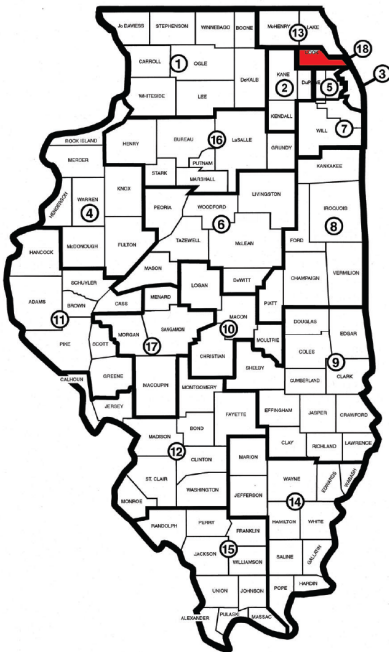 Jo DAVIESS STEPHENSON WINNEBAGO BOONE McHENRY LAKE
13
18
CARROLL 1 OGLE
KANE
2
DuPAGE
5
3
DeKALB
WHITESIDE LEE
KENDALL
WILL 7
ROCK ISLAND HENRY BUREAU 16 LaSALLE GRUNDY
MERCER
PUTNAM
KANKAKEE
STARK
MARSHALL
HENDERSON WARREN KNOX
4
PEORIA WOODFORD LIVINGSTON
6
IROQUOIS
8
HANCOCK McDONOUGH FULTON TAZEWELL McLEAN FORD
MASON
SCHUYLER
LOGAN DeWITT CHAMPAIGN VERMILION
ADAMS BROWN CASS MENARD
11
PIATT
MACON
10
MORGAN SANGAMON
17
DOUGLAS EDGAR
PIKE SCOTT
CHRISTIAN MOULTRIE COLES 9
GREENE
SHELBY
CLARK
CALHOUN MACOUPIN MONTGOMERY CUMBERLAND
JERSEY
FAYETTE EFFINGHAM JASPER CRAWFORD
MADISON BOND
12 CLINTON
MARION CLAY RICHLAND LAWRENCE
ST. CLAIR
WAYNE EDWARDS WABASH
MONROE WASHINGTON JEFFERSON 14
RANDOLPH PERRY FRANKLIN HAMILTON WHITE
15
JACKSON WILLIAMSON SALINE GALLATIN
UNION JOHNSON POPE HARDIN
ALEXANDER PULASKI MASSAC